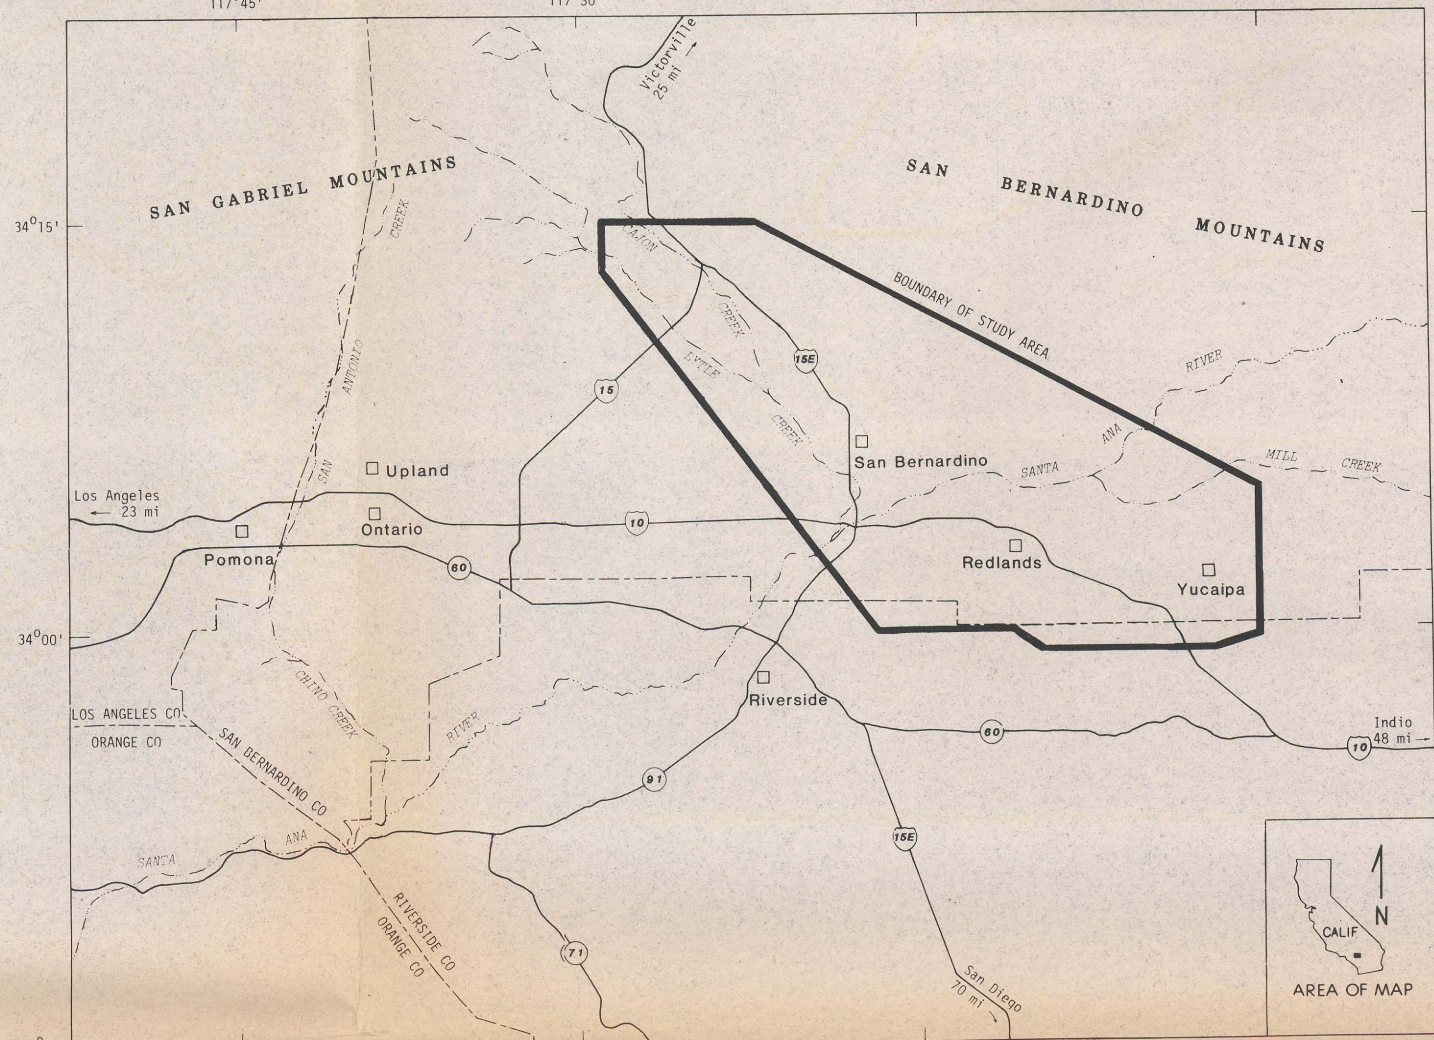 117°45'
117°30'
Victorville
25 mi
SAN GABRIEL MOUNTAINS
SAN BERNARDINO MOUNTAINS
34°15'
CREEK
CAJON
BOUNDARY OF STUDY AREA
CREEK
SAN ANTONIO
LYTLE
15E
RIVER
15
CREEK
ANA
San Bernardino
SANTA
MILL CREEK
Upland
Los Angeles
23 mi
Ontario
10
Pomona
60
Redlands
Yucaipa
34°00'
CHINO CREEK
Riverside
LOS ANGELES CO
ORANGE CO
SAN BERNARDINO CO
RIVER
60
Indio
48 mi
10
91
SANTA
ANA
15E
RIVERSIDE CO
ORANGE CO
71
San Diego
70 mi
N
CALIF
AREA OF MAP